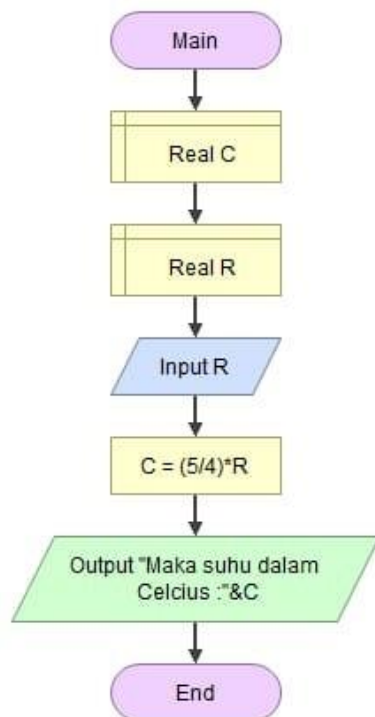 Main
Real C
Real R
Input R
C = (5/4)*R
Output "Maka suhu dalam
Celcius :"&C
End